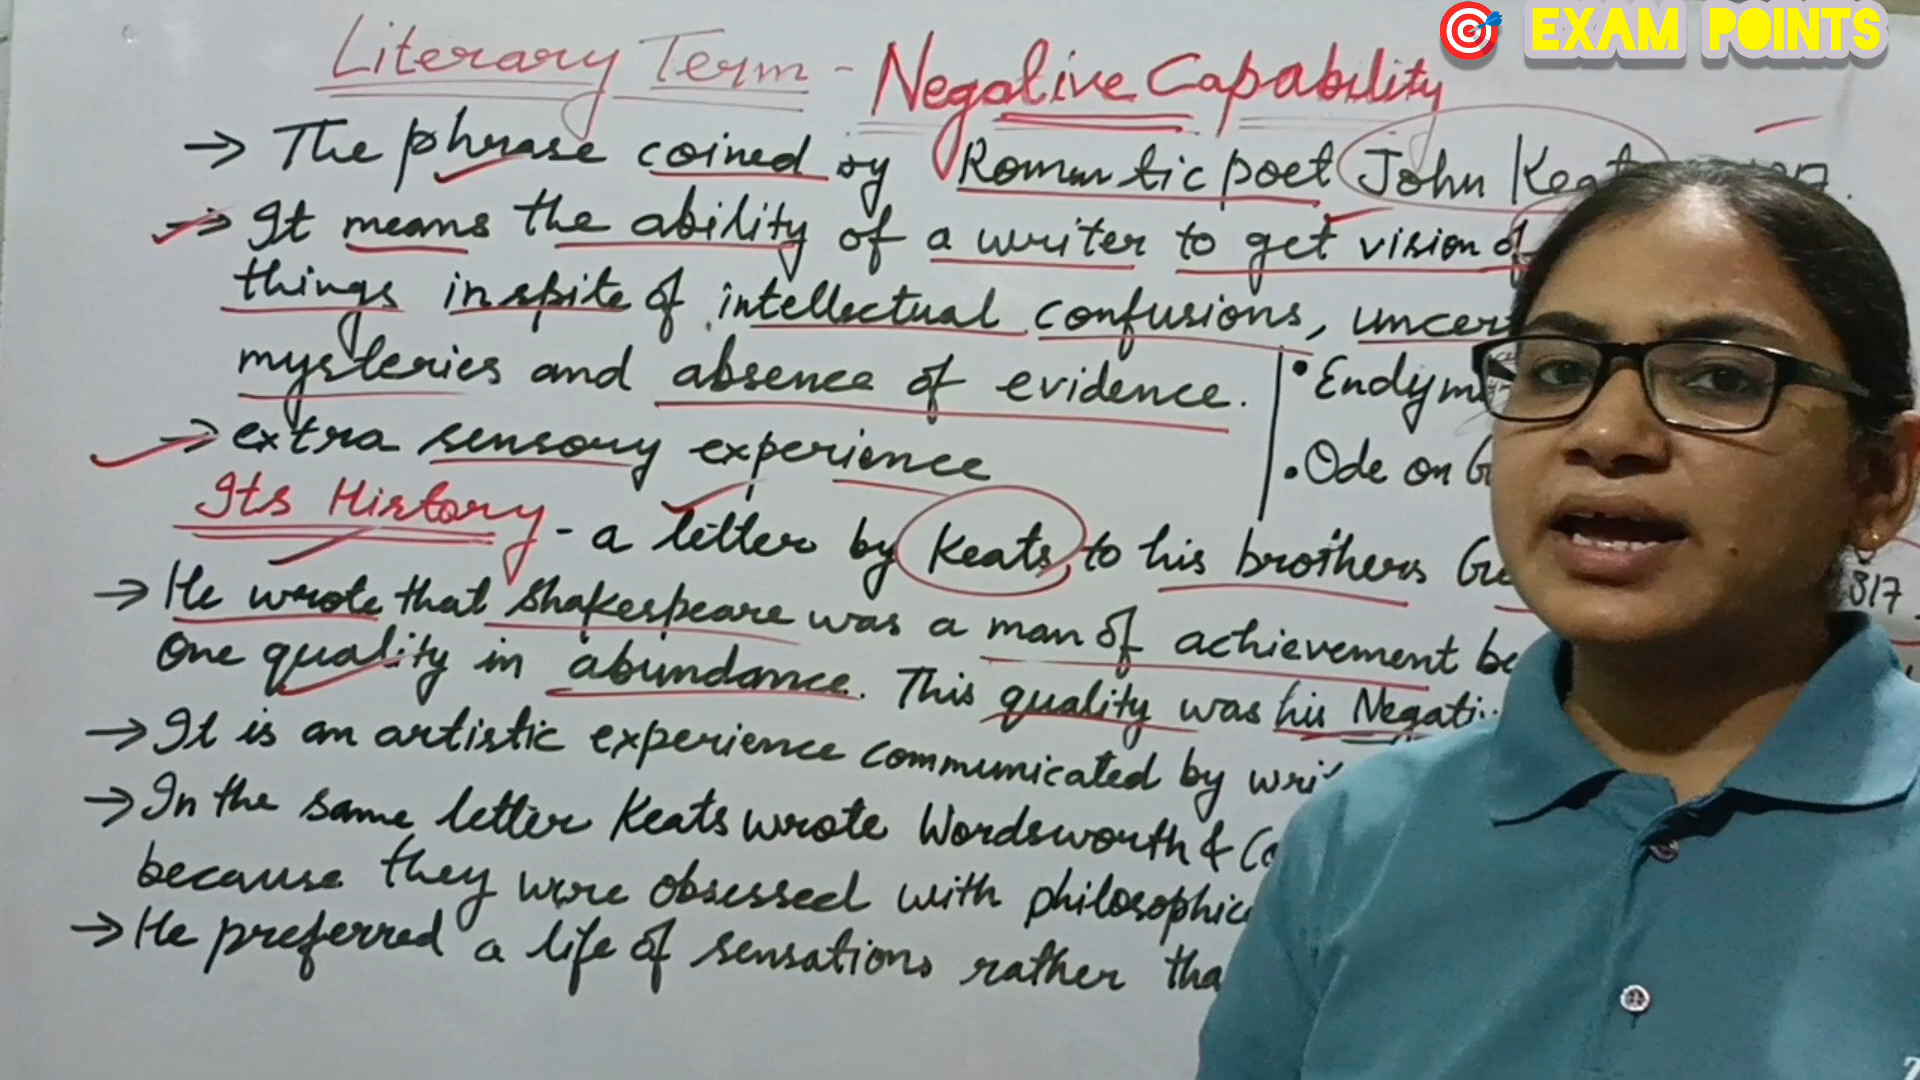 EXAM POINTS
Literary Term - Negative Capability
→ The phrase coined by Romantic poet John
→ It means the ability of a writer to get vision of
things inspite of intellectual confusions,
mysteries and absence of evidence.
→ extra sensory experience
• Ode on
Its History - a letter by Keats, to his brothers
→ He wrote that Shakespeare was a man of achievement
One quality in abundance. This quality was his
→ It is an artistic experience communicated by
→ In the same letter Keats wrote Wordsworth &
because they were obsessed with
→ He preferred a life of sensations rather